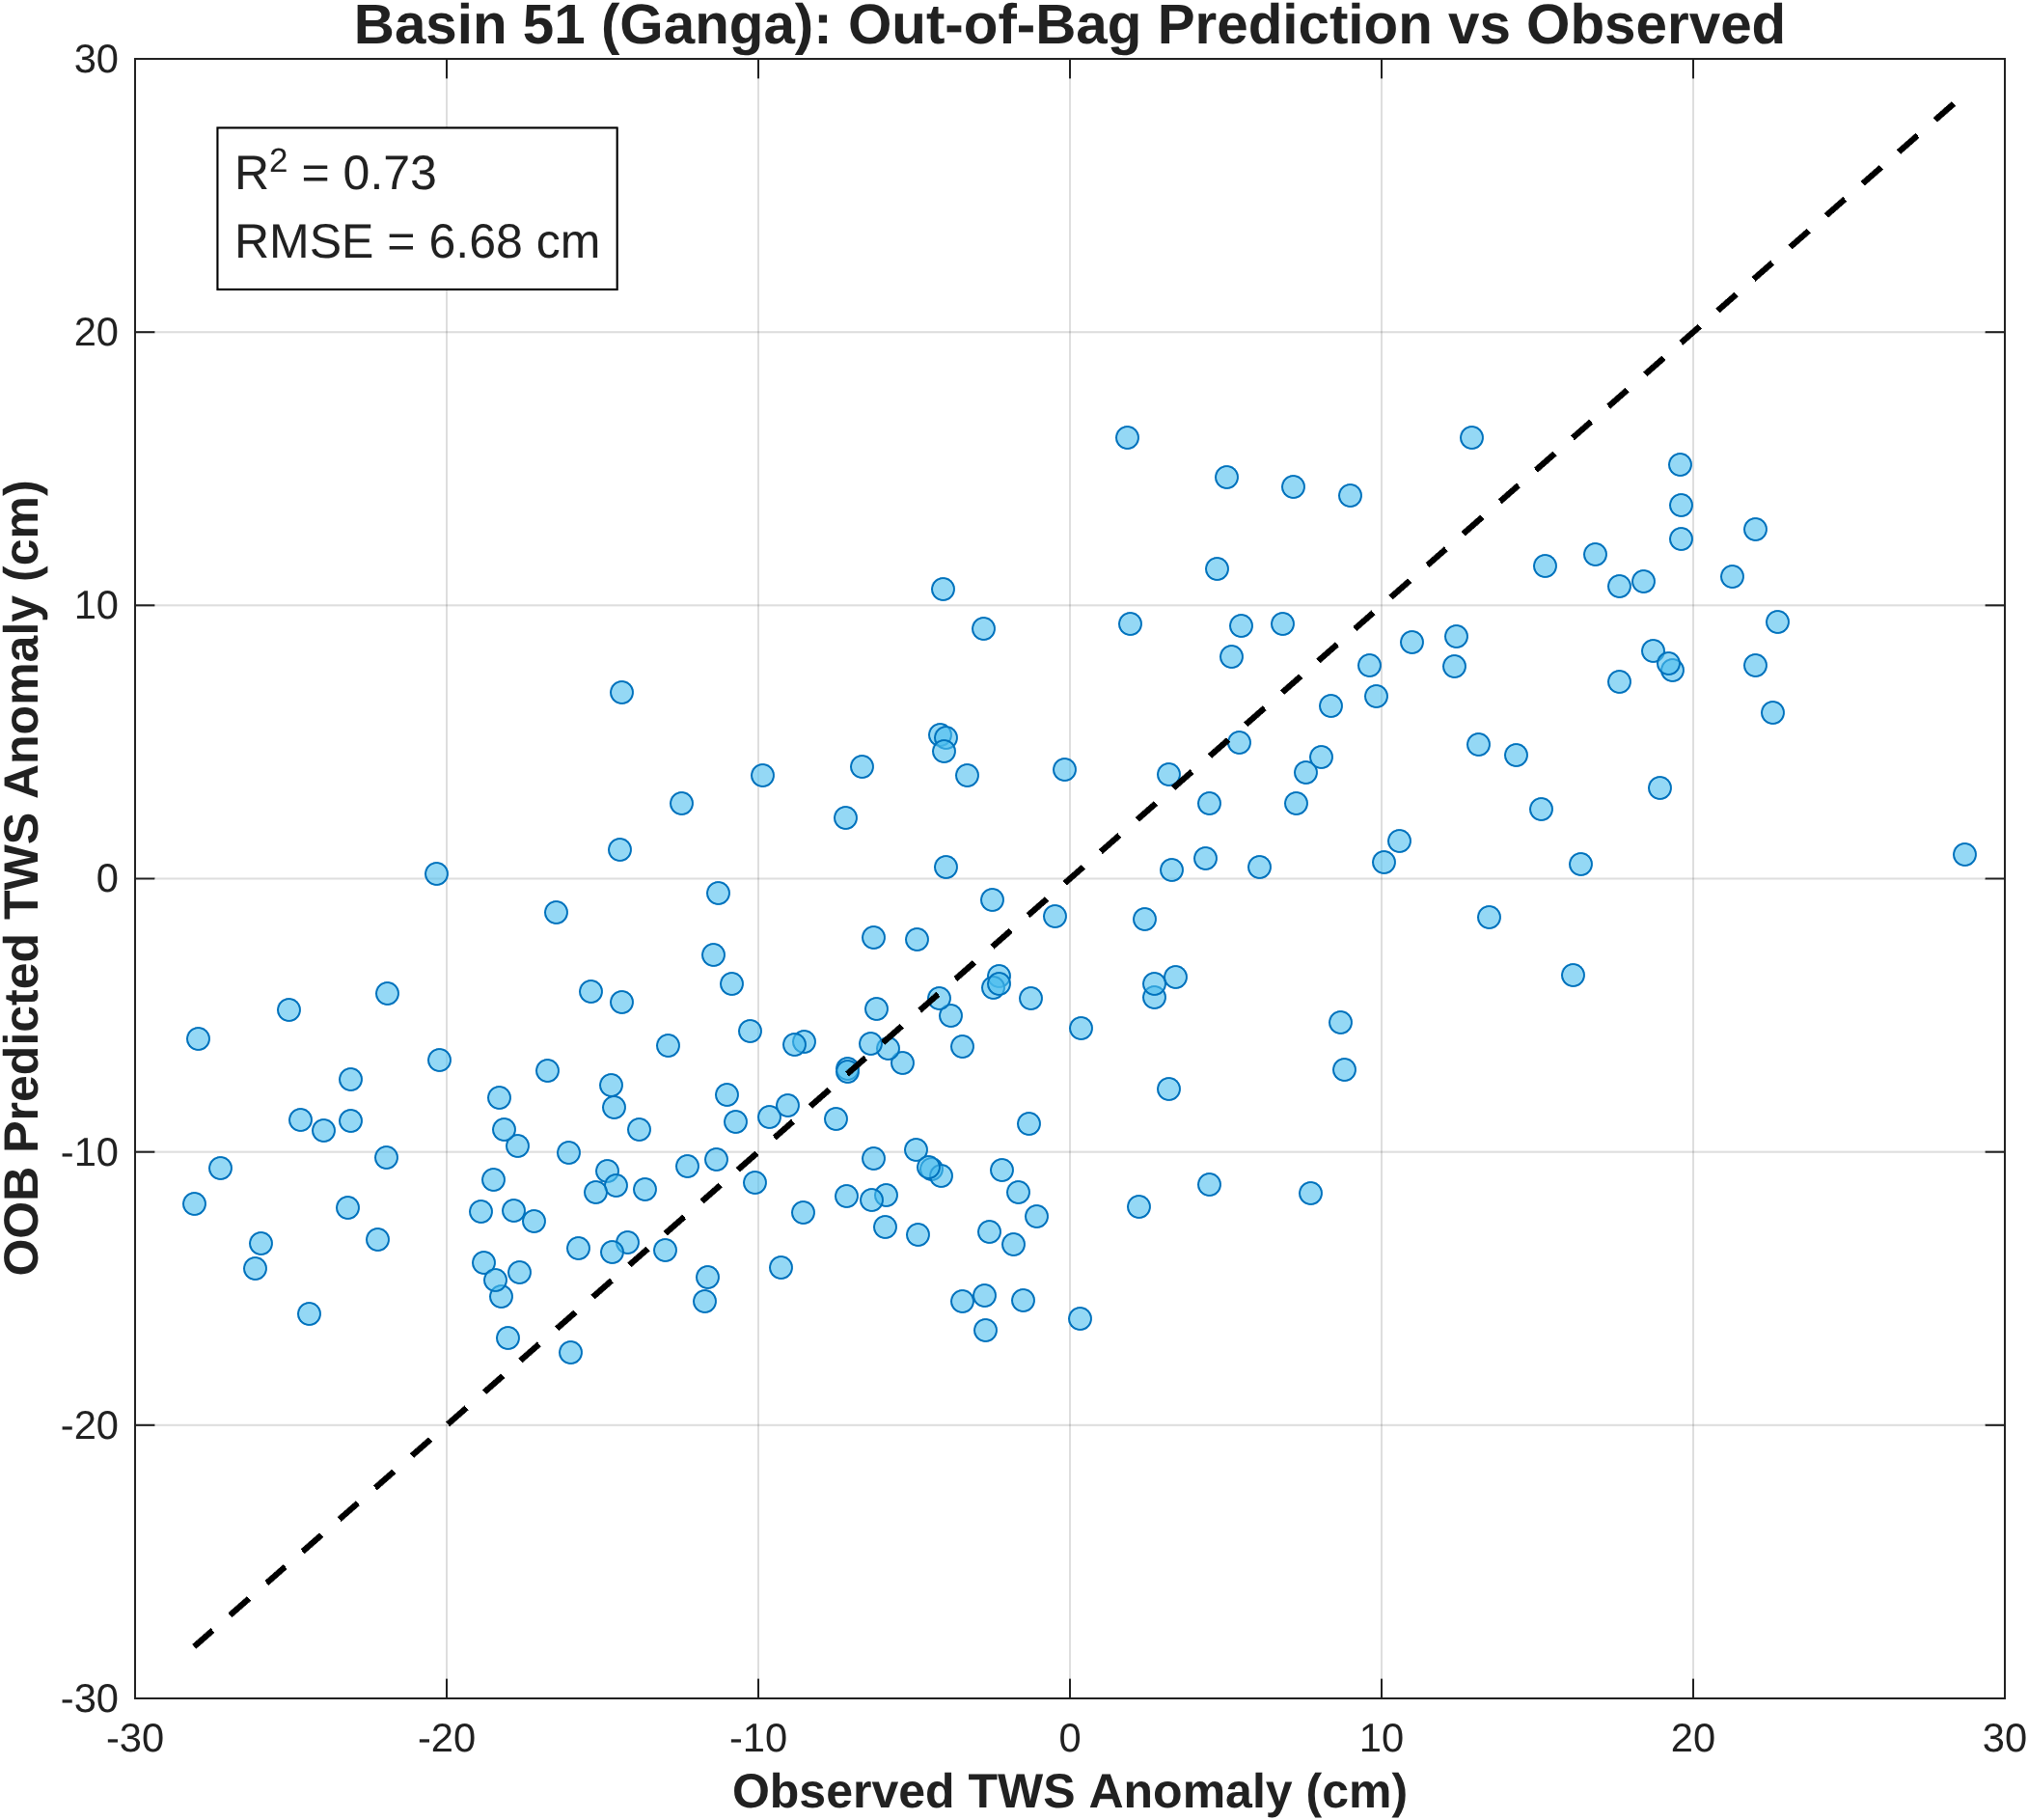 Basin 51 (Ganga): Out-of-Bag Prediction vs Observed
R² = 0.73
RMSE = 6.68 cm
OOB Predicted TWS Anomaly (cm)
30
20
10
0
-10
-20
-30
-30 -20 -10 0 10 20 30
Observed TWS Anomaly (cm)